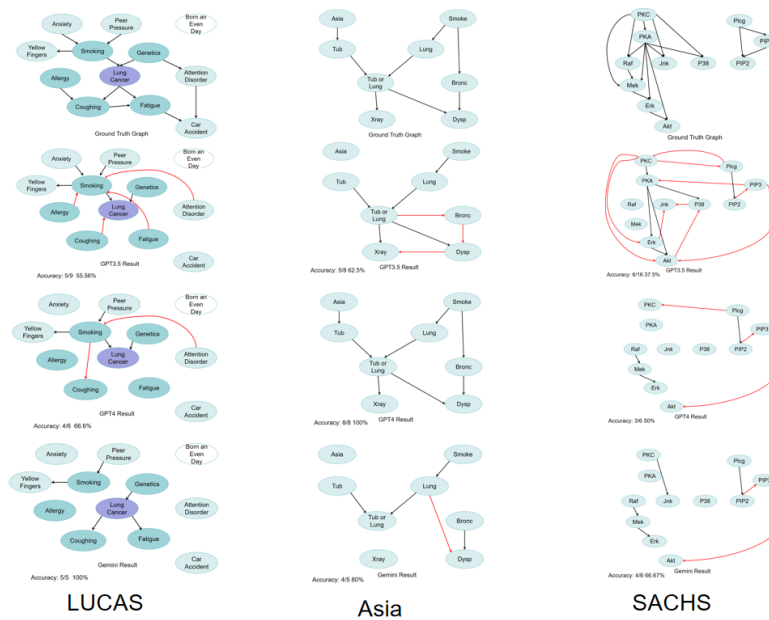 Anxiety
Peer
Pressure
Born an
Even
Day
Yellow
Fingers
Smoking
Genetics
Allergy
Lung
Cancer
Attention
Disorder
Coughing
Fatigue
Ground Truth Graph
Car
Accident
Anxiety
Peer
Pressure
Born an
Even
Day
Yellow
Fingers
Smoking
Genetics
Allergy
Lung
Cancer
Attention
Disorder
Coughing
Fatigue
Car
Accident
GPT3.5 Result
Accuracy: 5/9 55.56%
Anxiety
Peer
Pressure
Born an
Even
Day
Yellow
Fingers
Smoking
Genetics
Allergy
Lung
Cancer
Attention
Disorder
Coughing
Fatigue
Car
Accident
GPT4 Result
Accuracy: 4/6 66.6%
Anxiety
Peer
Pressure
Born an
Even
Day
Yellow
Fingers
Smoking
Genetics
Allergy
Lung
Cancer
Attention
Disorder
Coughing
Fatigue
Car
Accident
Gemini Result
Accuracy: 5/5 100%
LUCAS
Asia
Smoke
Tub
Lung
Tub or
Lung
Bronc
Xray
Dysp
Ground Truth Graph
Asia
Smoke
Tub
Lung
Tub or
Lung
Bronc
Xray
Dysp
GPT3.5 Result
Accuracy: 5/8 62.5%
Asia
Smoke
Tub
Lung
Tub or
Lung
Bronc
Xray
Dysp
GPT4 Result
Accuracy: 8/8 100%
Asia
Smoke
Tub
Lung
Tub or
Lung
Bronc
Xray
Dysp
Gemini Result
Accuracy: 4/5 80%
Asia
PKC
Plcg
PKA
PIP2
Raf
Jnk
P38
Mek
Erk
Akt
Ground Truth Graph
PKC
Plcg
PKA
PIP3
Raf
Jnk
P38
PIP2
Mek
Erk
Akt
GPT3.5 Result
Accuracy: 6/16 37.5%
PKC
Plcg
PKA
PIP3
Raf
Jnk
P38
PIP2
Mek
Erk
Akt
GPT4 Result
Accuracy: 3/6 50%
PKC
Plcg
PKA
Raf
Jnk
P38
PIP2
Mek
Erk
Akt
Gemini Result
Accuracy: 4/6 66.67%
SACHS